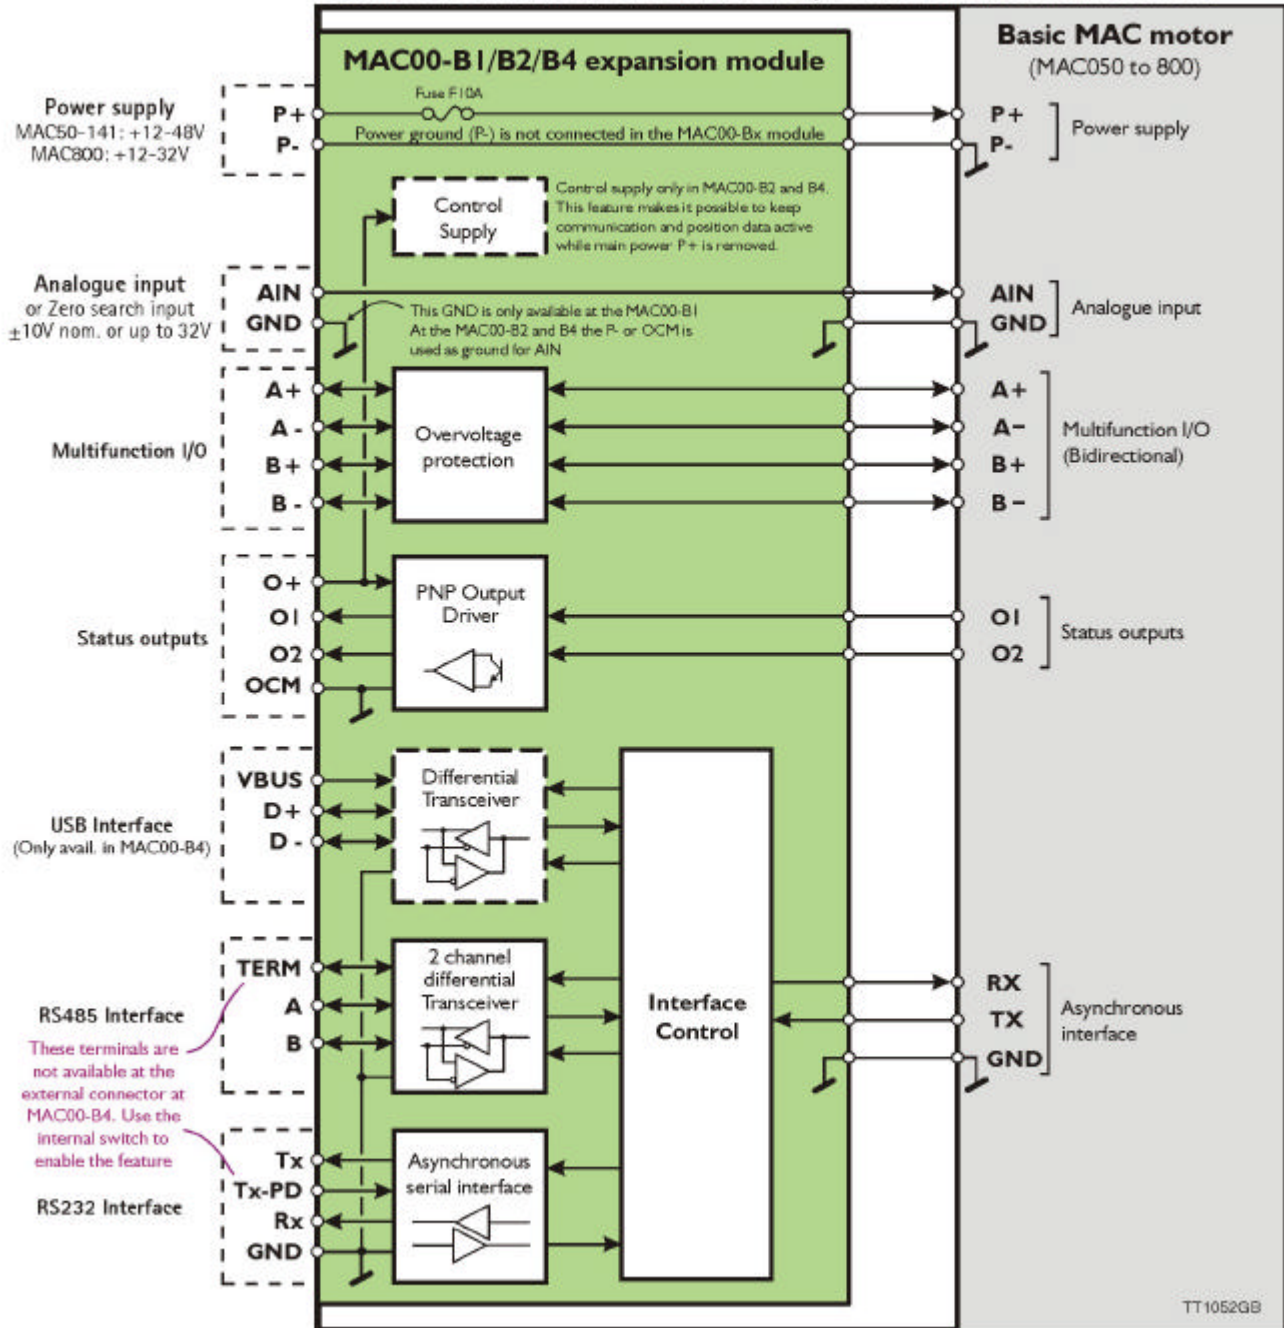 MAC00-B1/B2/B4 expansion module
Basic MAC motor
(MAC050 to 800)
Power supply
MAC50-141: +12-48V
MAC800: +12-32V
P+
P-
Fuse F10A
Power ground (P-) is not connected in the MAC00-Bx module
P+
P-
Power supply
Control
Supply
Control supply only in MAC00-B2 and B4.
This feature makes it possible to keep
communication and position data active
while main power P+ is removed.
Analogue input
or Zero search input
±10V nom. or up to 32V
AIN
GND
This GND is only available at the MAC00-B1
At the MAC00-B2 and B4 the P- or OCM is
used as ground for AIN
AIN
GND
Analogue input
Multifunction I/O
A+
A-
B+
B-
Overvoltage
protection
A+
A-
B+
B-
Multifunction I/O
(Bidirectional)
Status outputs
O+
O1
O2
OCM
PNP Output
Driver
O1
O2
Status outputs
USB Interface
(Only avail. in MAC00-B4)
VBUS
D+
D-
Differential
Transceiver
Interface
Control
RS485 Interface
TERM
A
B
2 channel
differential
Transceiver
RX
TX
GND
Asynchronous
interface
These terminals are
not available at the
external connector at
MAC00-B4. Use the
internal switch to
enable the feature
RS232 Interface
Tx
Tx-PD
Rx
GND
Asynchronous
serial interface
TT1052GB